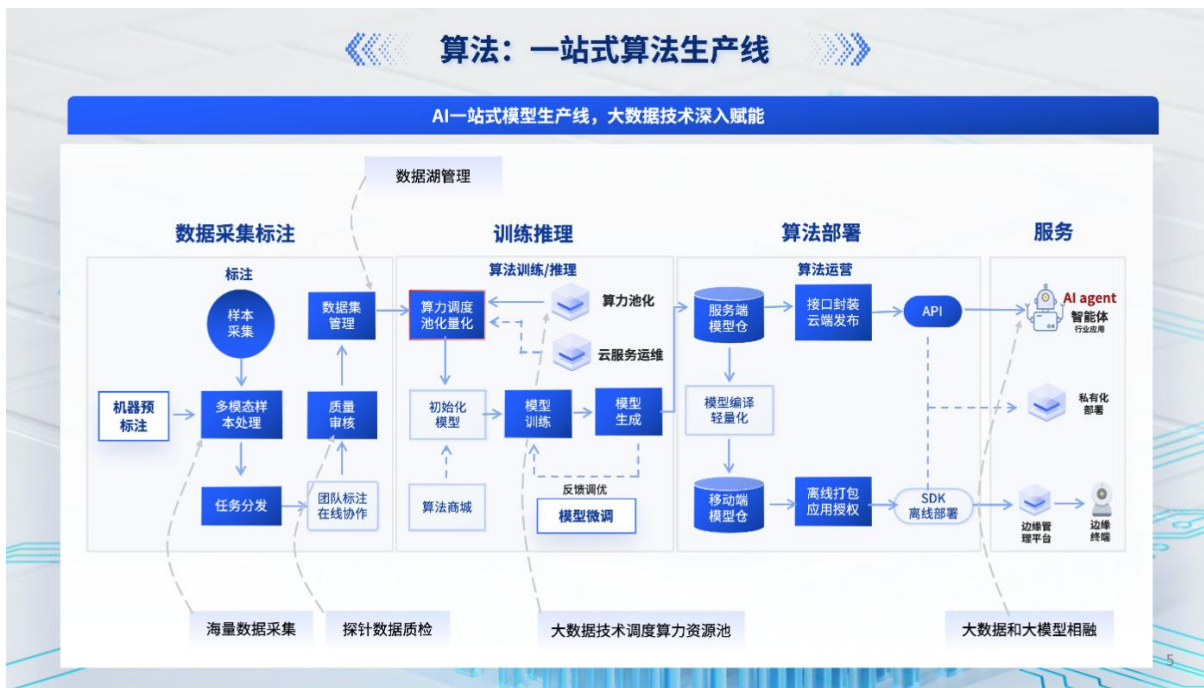 算法：一站式算法生产线
AI一站式模型生产线，大数据技术深入赋能
数据湖管理
数据采集标注
训练推理
算法部署
服务
标注
样本
采集
机器预
标注
多模态样
本处理
任务分发
团队标注
在线协作
质量
审核
数据集
管理
算法训练/推理
算力调度
池化量化
算力池化
云服务运维
初始化
模型
模型
训练
模型
生成
算法商城
反馈调优
模型微调
算法运营
服务端
模型仓
接口封装
云端发布
API
模型编译
轻量化
移动端
模型仓
离线打包
应用授权
SDK
离线部署
AI agent
智能体
行业应用
私有化
部署
边缘管
理平台
边缘
终端
海量数据采集
探针数据质检
大数据技术调度算力资源池
大数据和大模型相融
5